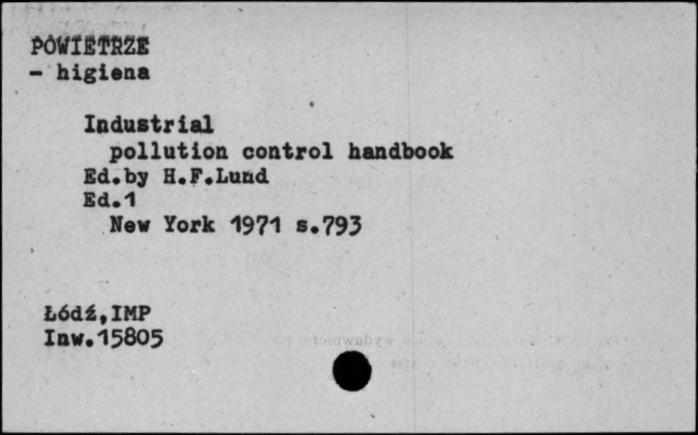 POWIETRZE
- higiena
Industrial
pollution control handbook
Ed.by H.F.Lund
Ed.1
New York 1971 s.793
Łódź,IMP
Inw.15805